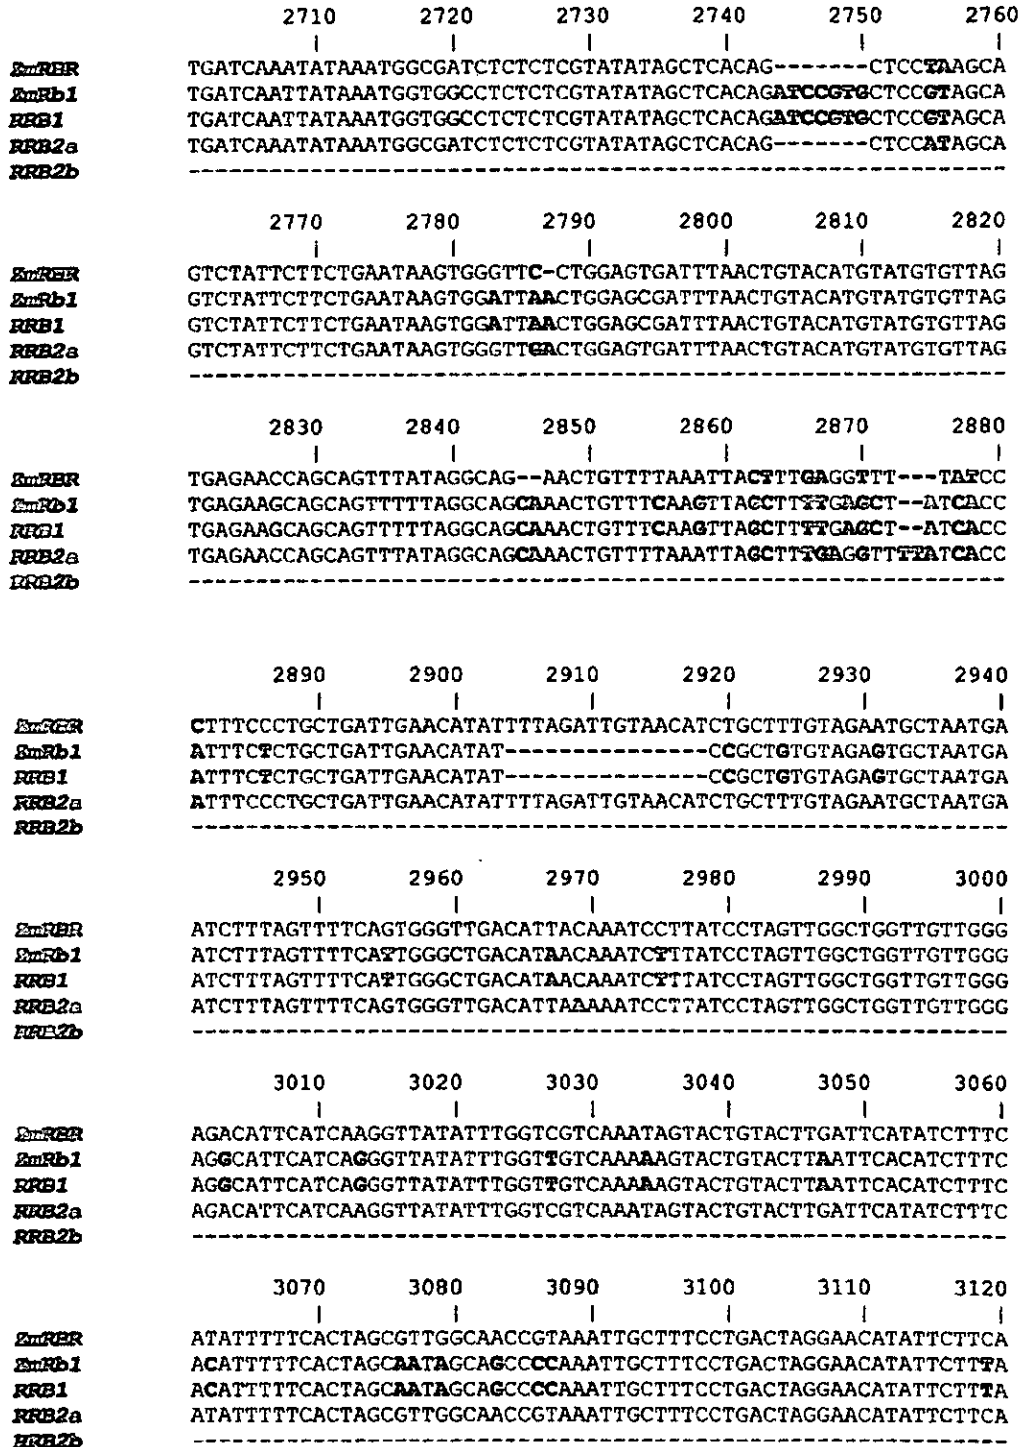 2710 2720 2730 2740 2750 2760
| | | | | |
ZmRBR TGATCAAATATAAATGGCGATCTCTCTCGTATATAGCTCACAG-------CTCCTAAGCA
ZmRb1 TGATCAATTATAAATGGTGGCCTCTCTCGTATATAGCTCACAGATCCGTGCTCCGTAGCA
RRB1 TGATCAATTATAAATGGTGGCCTCTCTCGTATATAGCTCACAGATCCGTGCTCCGTAGCA
RRB2a TGATCAAATATAAATGGCGATCTCTCTCGTATATAGCTCACAG-------CTCCATAGCA
RRB2b ------------------------------------------------------------
2770 2780 2790 2800 2810 2820
| | | | | |
ZmRBR GTCTATTCTTCTGAATAAGTGGGTTC-CTGGAGTGATTTAACTGTACATGTATGTGTTAG
ZmRb1 GTCTATTCTTCTGAATAAGTGGATTAACTGGAGCGATTTAACTGTACATGTATGTGTTAG
RRB1 GTCTATTCTTCTGAATAAGTGGATTAACTGGAGCGATTTAACTGTACATGTATGTGTTAG
RRB2a GTCTATTCTTCTGAATAAGTGGGTTGACTGGAGTGATTTAACTGTACATGTATGTGTTAG
RRB2b ------------------------------------------------------------
2830 2840 2850 2860 2870 2880
| | | | | |
ZmRBR TGAGAACCAGCAGTTTATAGGCAG--AACTGTTTTTAAATTACTTTGAGGTTT---TATCC
ZmRb1 TGAGAAGCAGCAGTTTTTAGGCAGCAAACTGTTTCAAGTTAGCTTTTGAGCT---ATCACC
RRB1 TGAGAAGCAGCAGTTTTTAGGCAGCAAACTGTTTCAAGTTAGCTTTTGAGCT--ATCACC
RRB2a TGAGAACCAGCAGTTTATAGGCAGCAAACTGTTTTAAATTAGCTTTGAGGTTTTATCACC
RRB2b ------------------------------------------------------------
2890 2900 2910 2920 2930 2940
| | | | | |
ZmRBR CTTTCCCTGCTGATTGAACATATTTTAGATTGTAACATCTGCTTTGTAGAATGCTAATGA
ZmRb1 ATTTCTCTGCTGATTGAACATAT---------------CCGCTGTGTAGAGTGCTAATGA
RRB1 ATTTCTCTGCTGATTGAACATAT---------------CCGCTGTGTAGAGTGCTAATGA
RRB2a ATTTCCCTGCTGATTGAACATATTTTAGATTGTAACATCTGCTTTGTAGAATGCTAATGA
RRB2b ------------------------------------------------------------
2950 2960 2970 2980 2990 3000
| | | | | |
ZmRBR ATCTTTAGTTTTCAGTGGGTTGACATTACAAATCCTTATCCTAGTTGGCTGGTTGTTGGG
ZmRb1 ATCTTTAGTTTTCATTGGGCTGACATAACAAATCTTTATCCTAGTTGGCTGGTTGTTGGG
RRB1 ATCTTTAGTTTTCATTGGGCTGACATAACAAATCTTTATCCTAGTTGGCTGGTTGTTGGG
RRB2a ATCTTTAGTTTTCAGTGGGTTGACATTAAAAATCCTTATCCTAGTTGGCTGGTTGTTGGG
RRB2b ------------------------------------------------------------
3010 3020 3030 3040 3050 3060
| | | | | |
ZmRBR AGACATTCATCAAGGTTATATTTGGTCGTCAAATAGTACTGTACTTGATTCATATCTTTC
ZmRb1 AGGCATTCATCAGGGTTATATTTGGTTGTCAAAAAGTACTGTACTTAATTCACATCTTTC
RRB1 AGGCATTCATCAGGGTTATATTTGGTTGTCAAAAAGTACTGTACTTAATTCACATCTTTC
RRB2a AGACATTCATCAAGGTTATATTTGGTCGTCAAATAGTACTGTACTTGATTCATATCTTTC
RRB2b ------------------------------------------------------------
3070 3080 3090 3100 3110 3120
| | | | | |
ZmRBR ATATTTTTCACTAGCGTTGGCAACCGTAAATTGCTTTCCTGACTAGGAACATATTCTTCA
ZmRb1 ACATTTTTCACTAGCAATAGCAGCCCCAAATTGCTTTCCTGACTAGGAACATATTCTTTA
RRB1 ACATTTTTCACTAGCAATAGCAGCCCCAAATTGCTTTCCTGACTAGGAACATATTCTTTA
RRB2a ATATTTTTCACTAGCGTTGGCAACCGTAAATTGCTTTCCTGACTAGGAACATATTCTTCA
RRB2b ------------------------------------------------------------